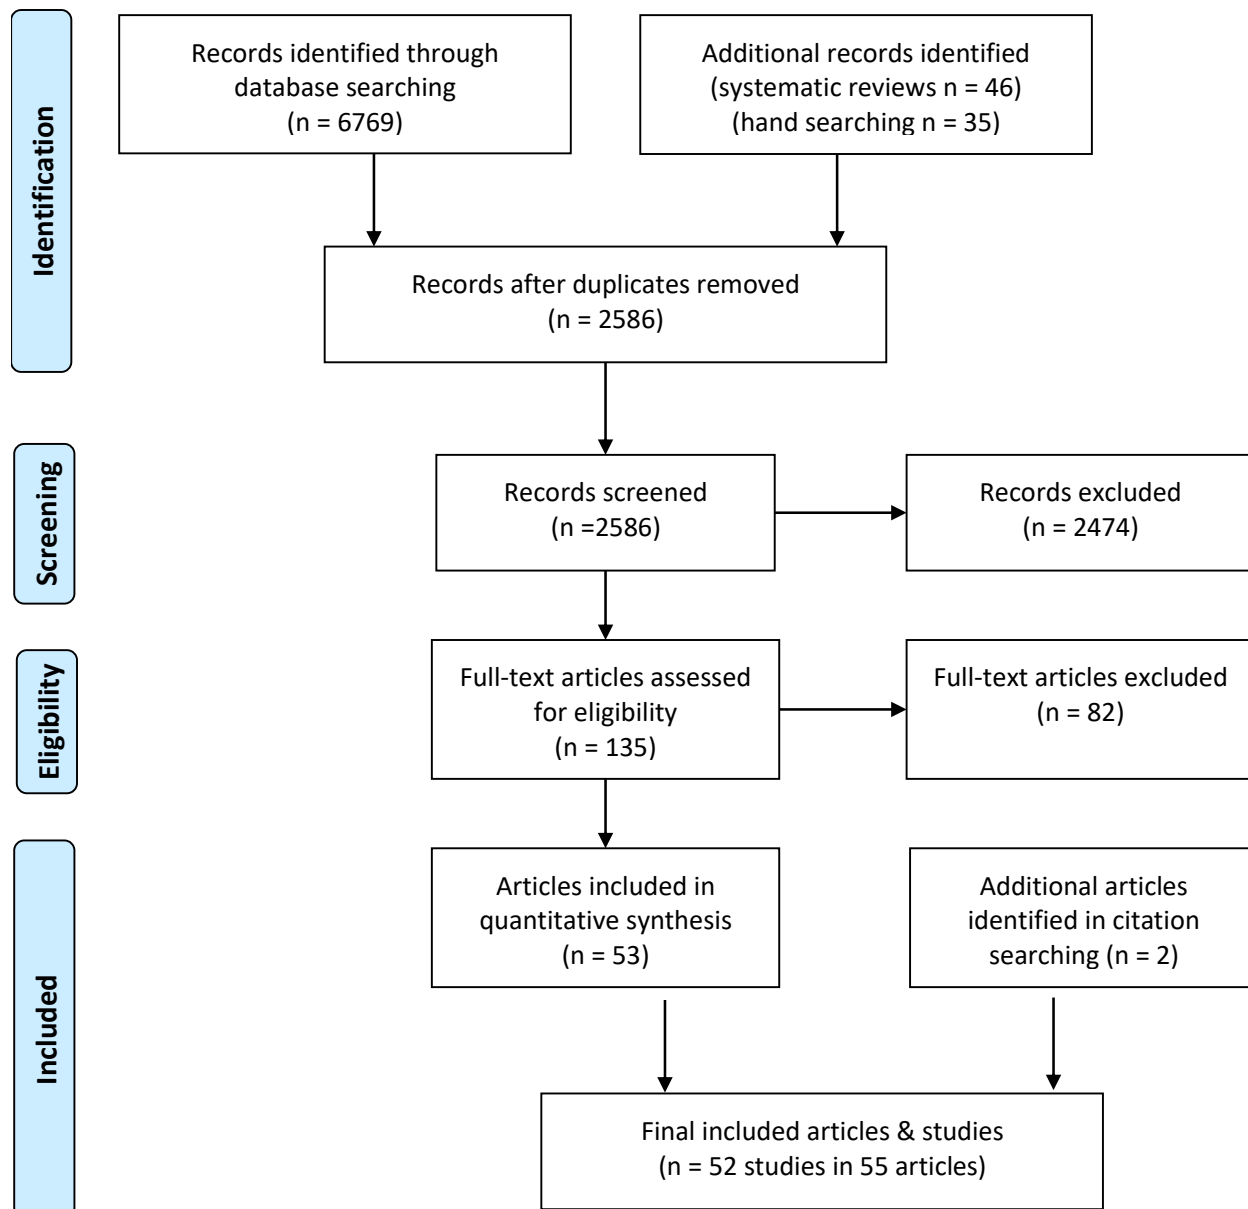 Identification
Records identified through
database searching
(n = 6769)
Additional records identified
(systematic reviews n = 46)
(hand searching n = 35)
Records after duplicates removed
(n = 2586)
Screening
Records screened
(n =2586)
Records excluded
(n = 2474)
Eligibility
Full-text articles assessed
for eligibility
(n = 135)
Full-text articles excluded
(n = 82)
Included
Articles included in
quantitative synthesis
(n = 53)
Additional articles
identified in citation
searching (n = 2)
Final included articles & studies
(n = 52 studies in 55 articles)